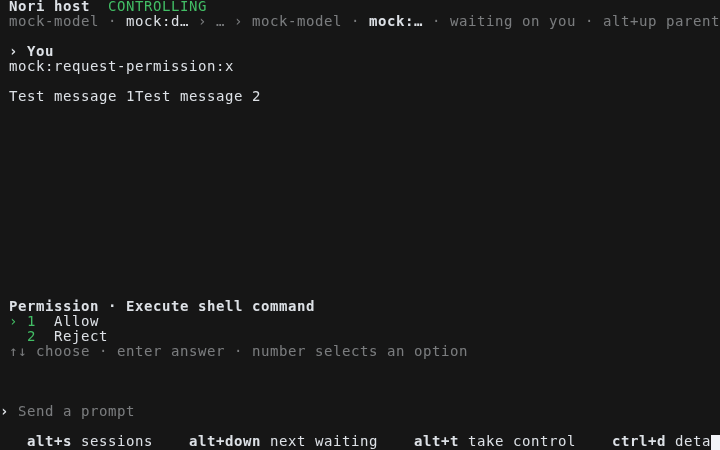 Nori host  CONTROLLING
mock-model · mock:d… › … › mock-model · mock:… · waiting on you · alt+up parent
› You
mock:request-permission:x
Test message 1Test message 2
Permission · Execute shell command
› 1  Allow
2  Reject
↑↓ choose · enter answer · number selects an option
› Send a prompt
alt+s sessions    alt+down next waiting    alt+t take control    ctrl+d deta